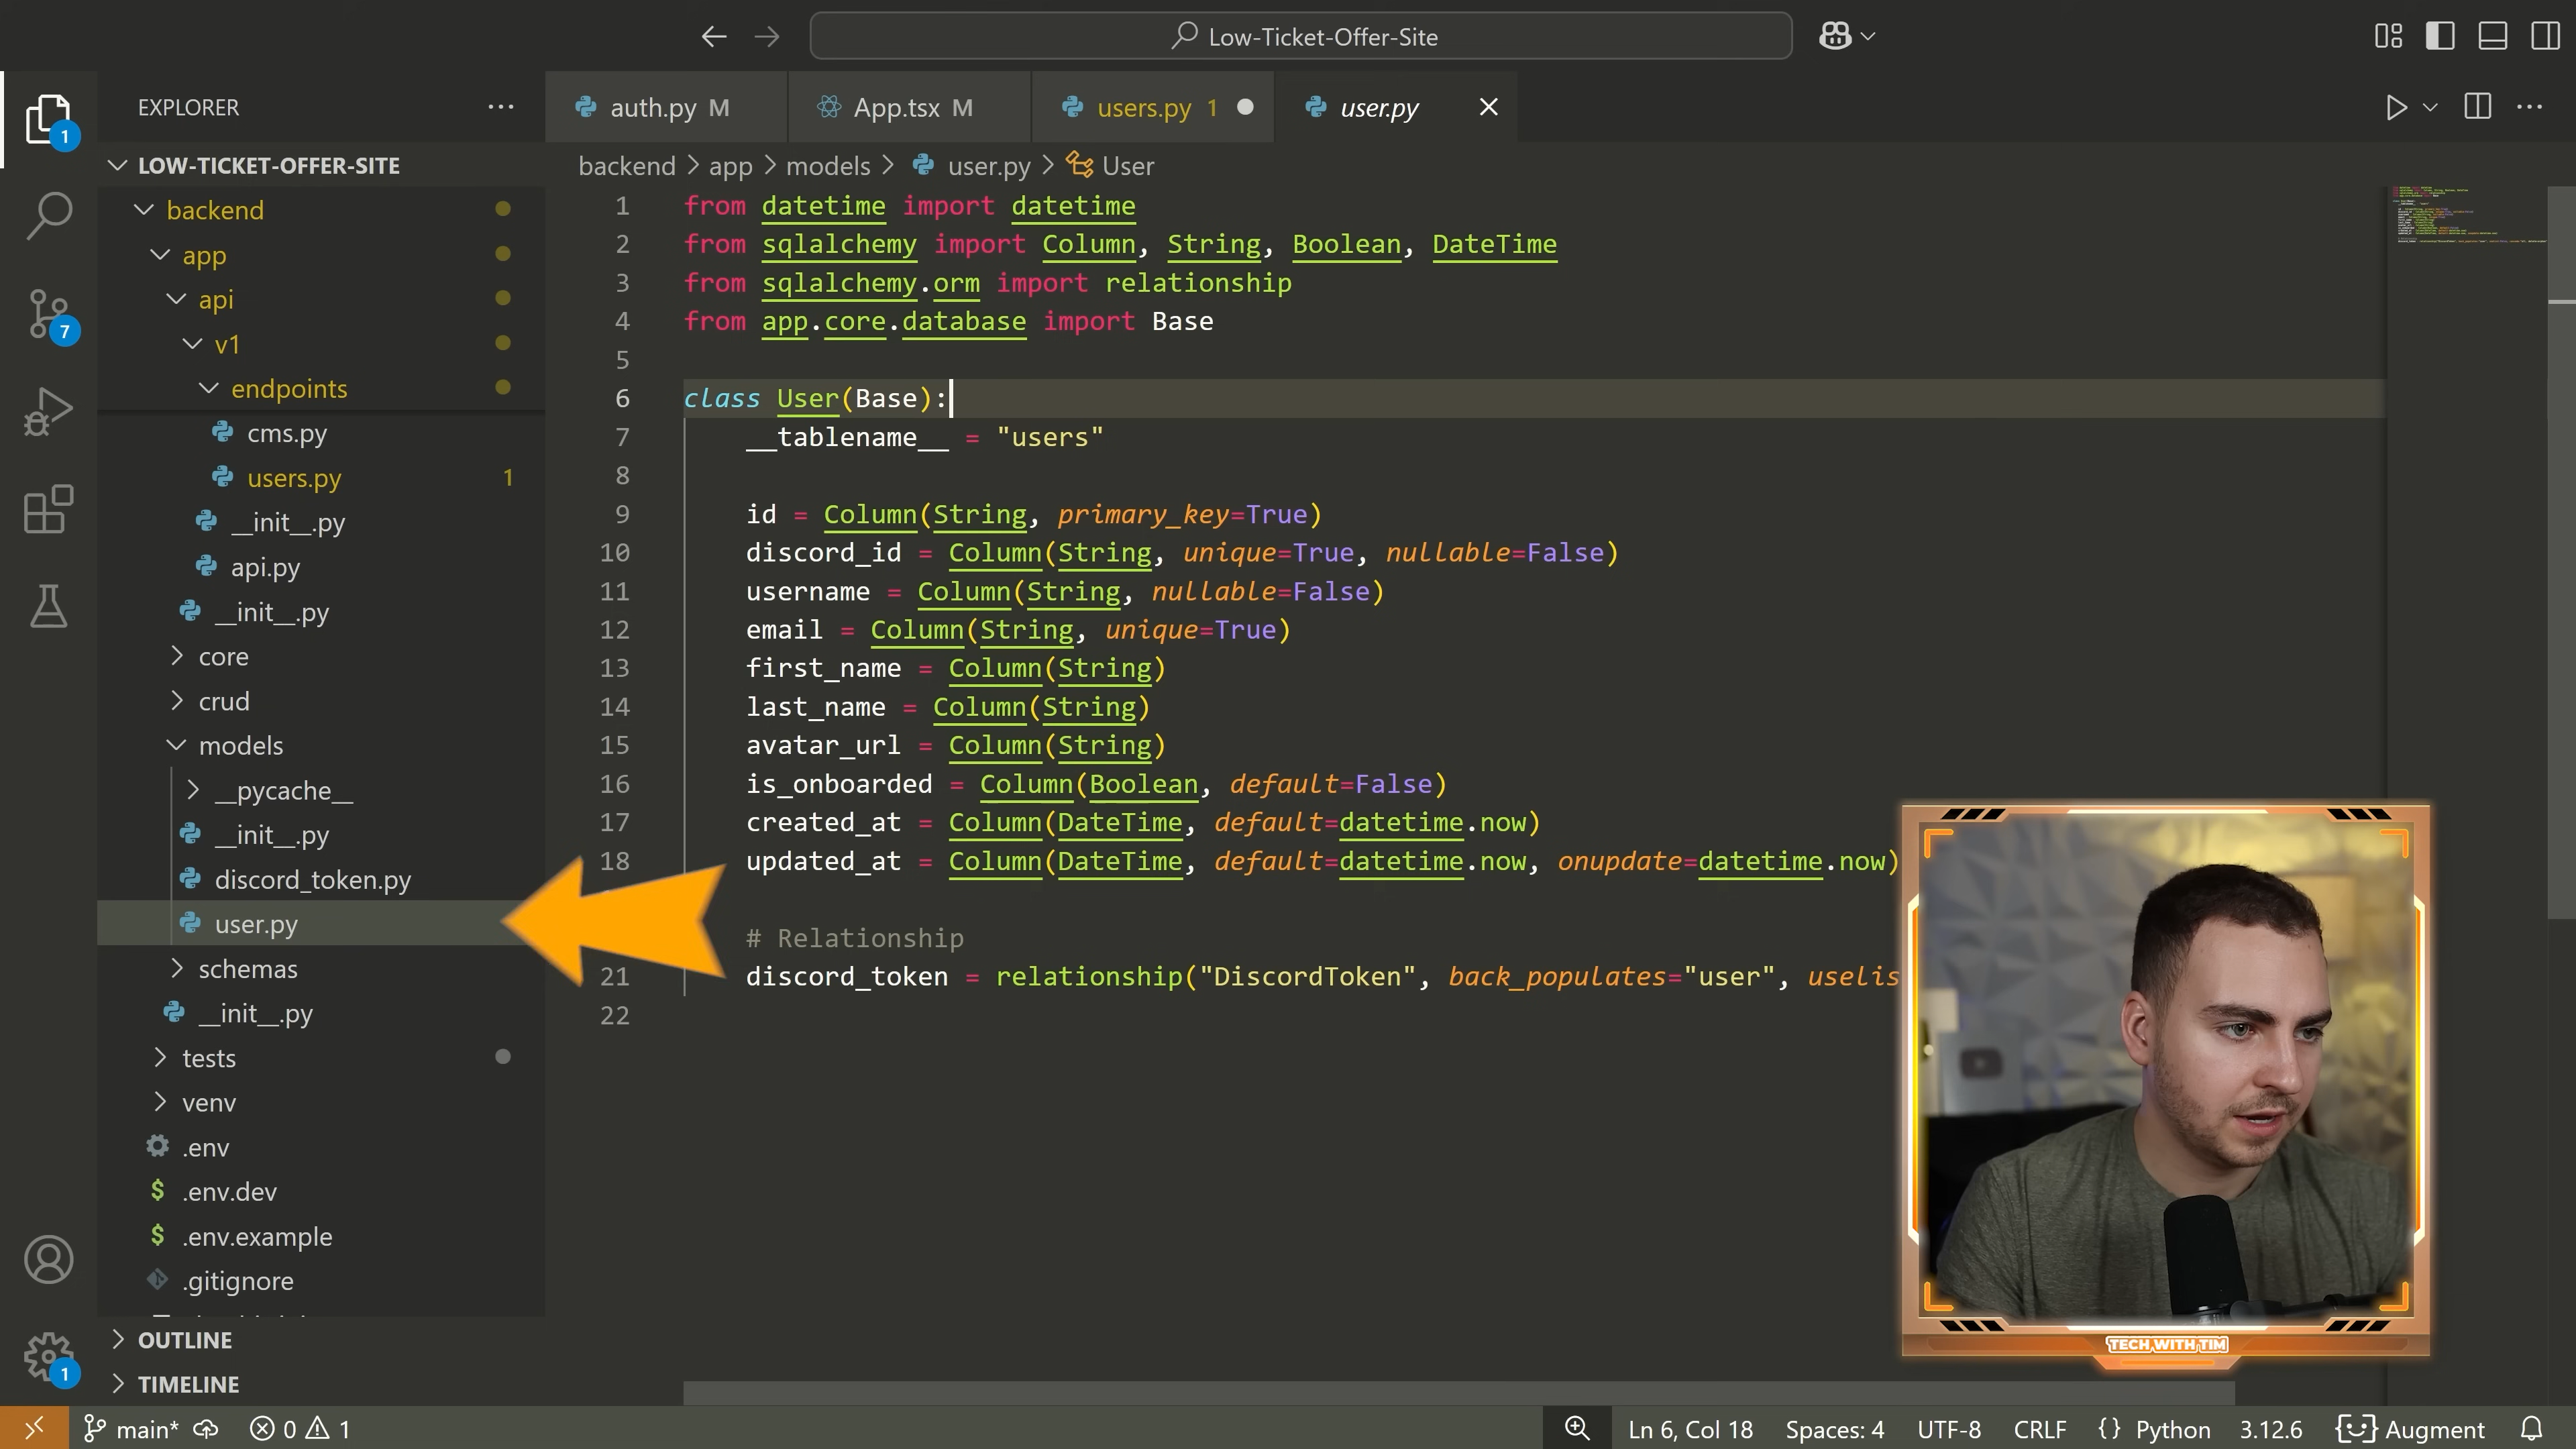 Low-Ticket-Offer-Site
EXPLORER
auth.py M
App.tsx M
users.py 1
user.py
LOW-TICKET-OFFER-SITE
backend > app > models > user.py > User
backend
app
api
v1
endpoints
cms.py
users.py 1
__init__.py
api.py
__init__.py
core
crud
models
__pycache__
__init__.py
discord_token.py
user.py
schemas
__init__.py
tests
venv
.env
.env.dev
.env.example
.gitignore
OUTLINE
TIMELINE
1 from datetime import datetime
2 from sqlalchemy import Column, String, Boolean, DateTime
3 from sqlalchemy.orm import relationship
4 from app.core.database import Base
5
6 class User(Base):
7 __tablename__ = "users"
8
9 id = Column(String, primary_key=True)
10 discord_id = Column(String, unique=True, nullable=False)
11 username = Column(String, nullable=False)
12 email = Column(String, unique=True)
13 first_name = Column(String)
14 last_name = Column(String)
15 avatar_url = Column(String)
16 is_onboarded = Column(Boolean, default=False)
17 created_at = Column(DateTime, default=datetime.now)
18 updated_at = Column(DateTime, default=datetime.now, onupdate=datetime.now)
# Relationship
21 discord_token = relationship("DiscordToken", back_populates="user", uselis
22
1
7
1
TECH WITH TIM
main* 0 1
Ln 6, Col 18 Spaces: 4 UTF-8 CRLF {} Python 3.12.6 Augment